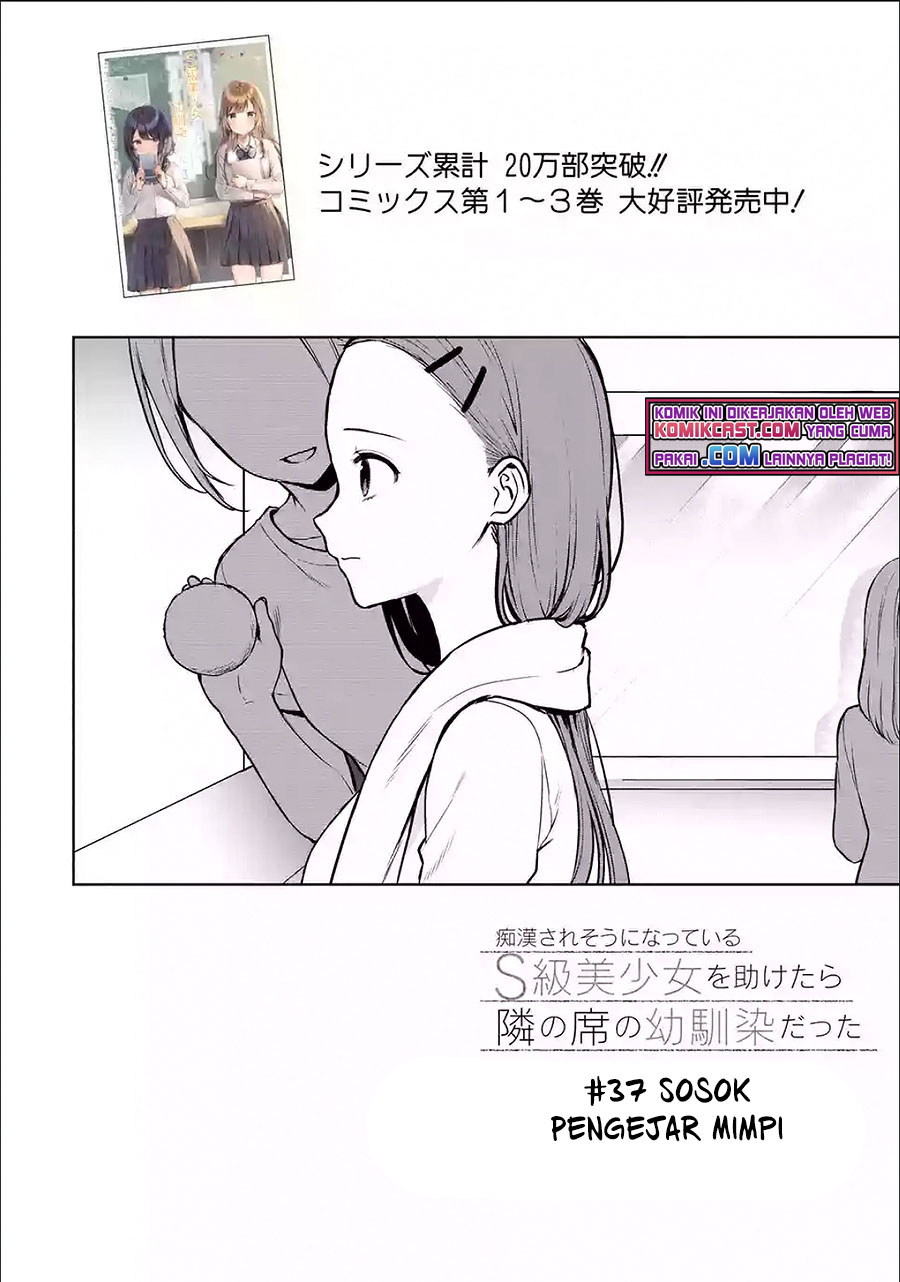 シリーズ累計 20万部突破!!
コミックス第1〜3巻 大好評発売中!
KOMIK INI DIKERJAKAN OLEH WEB
KOMIKCAST.COM YANG CUMA
PAKAI .COM LAINNYA PLAGIAT!
痴漢されそうになっている
S級美少女を助けたら
隣の席の幼馴染だった
#37 SOSOK
PENGEJAR MIMPI